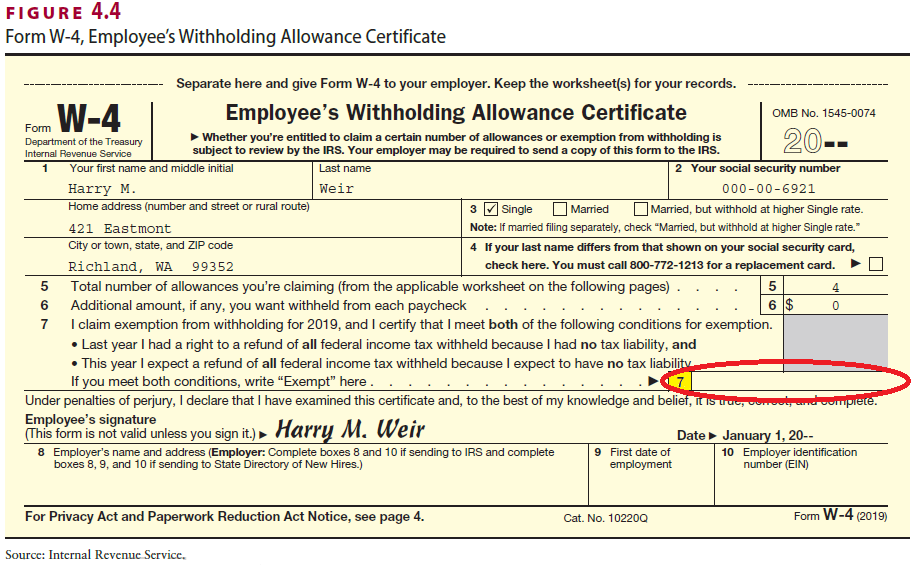 FIGURE 4.4
Form W-4, Employee's Withholding Allowance Certificate
Separate here and give Form W-4 to your employer. Keep the worksheet(s) for your records.
Form W-4
Department of the Treasury
Internal Revenue Service
Employee's Withholding Allowance Certificate
▶ Whether you're entitled to claim a certain number of allowances or exemption from withholding is
subject to review by the IRS. Your employer may be required to send a copy of this form to the IRS.
OMB No. 1545-0074
20--
1 Your first name and middle initial
Harry M.
Last name
Weir
2 Your social security number
000-00-6921
Home address (number and street or rural route)
421 Eastmont
3 Single Married Married, but withhold at higher Single rate.
Note: If married filing separately, check "Married, but withhold at higher Single rate."
City or town, state, and ZIP code
Richland, WA 99352
4 If your last name differs from that shown on your social security card,
check here. You must call 800-772-1213 for a replacement card. ▶
5 Total number of allowances you're claiming (from the applicable worksheet on the following pages) . . . . 5 4
6 Additional amount, if any, you want withheld from each paycheck . . . . . . . . . . . . . . 6 $ 0
7 I claim exemption from withholding for 2019, and I certify that I meet both of the following conditions for exemption.
• Last year I had a right to a refund of all federal income tax withheld because I had no tax liability, and
• This year I expect a refund of all federal income tax withheld because I expect to have no tax liability.
If you meet both conditions, write "Exempt" here . . . . . . . . . . . . . . . ▶ 7
Under penalties of perjury, I declare that I have examined this certificate and, to the best of my knowledge and belief, it is true, correct, and complete.
Employee's signature
(This form is not valid unless you sign it.) ▶ Harry M. Weir
Date ▶ January 1, 20--
8 Employer's name and address (Employer: Complete boxes 8 and 10 if sending to IRS and complete
boxes 8, 9, and 10 if sending to State Directory of New Hires.)
9 First date of
employment
10 Employer identification
number (EIN)
For Privacy Act and Paperwork Reduction Act Notice, see page 4.
Cat. No. 10220Q
Form W-4 (2019)
Source: Internal Revenue Service.